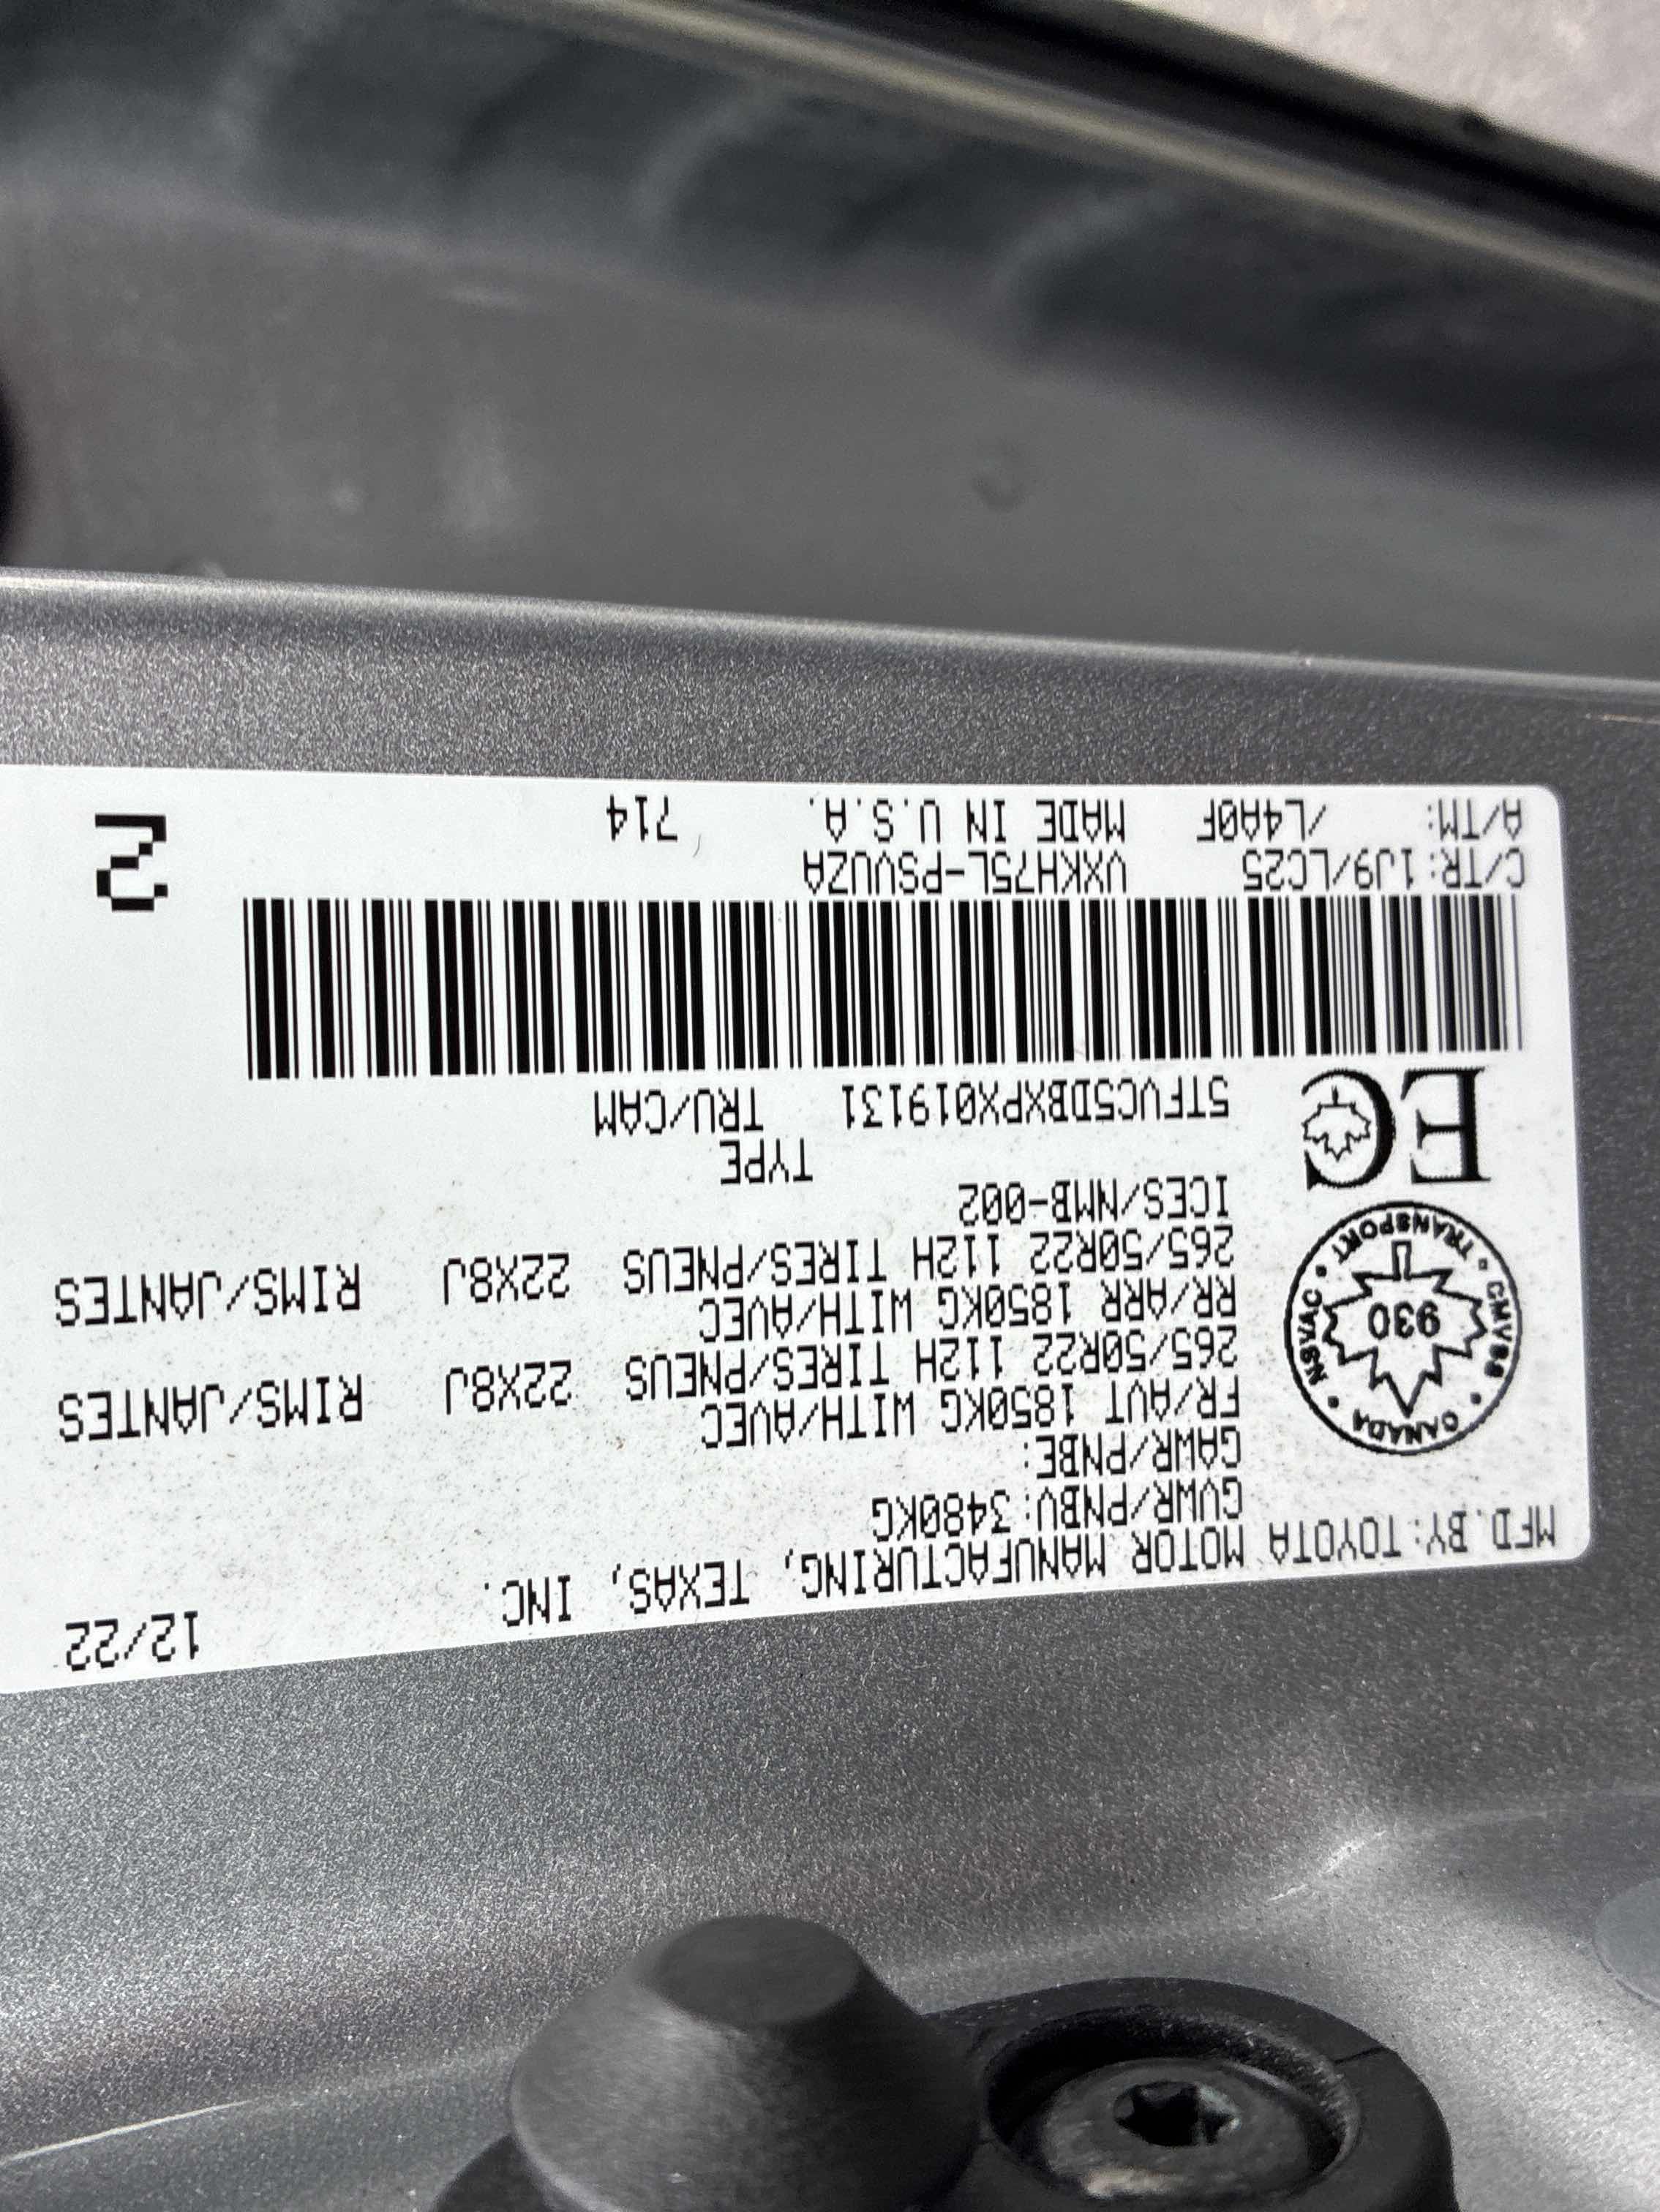 MFD. BY: TOYOTA MOTOR MANUFACTURING, TEXAS, INC. 12/22
GVWR/PNBV: 3480KG
GAWR/PNBE:
FR/AVT 1850KG WITH/AVEC
265/50R22 112H TIRES/PNEUS 22X8J RIMS/JANTES
RR/ARR 1850KG WITH/AVEC
265/50R22 112H TIRES/PNEUS 22X8J RIMS/JANTES
ICES/NMB-002
CANADA • CMVSS • TRANSPORT • NSVAC •
930
EC
TYPE
5TFVC5DBXPX019131 TRU/CAM
C/TR: 1J9/LC25 VXKH75L-PSVUZA
A/TM: /L4A0F MADE IN U.S.A. 714
2